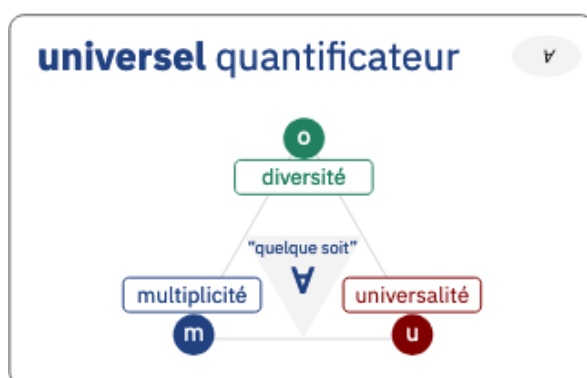 universel quantificateur
∀
o
diversité
"quelque soit"
∀
multiplicité
universalité
m
u